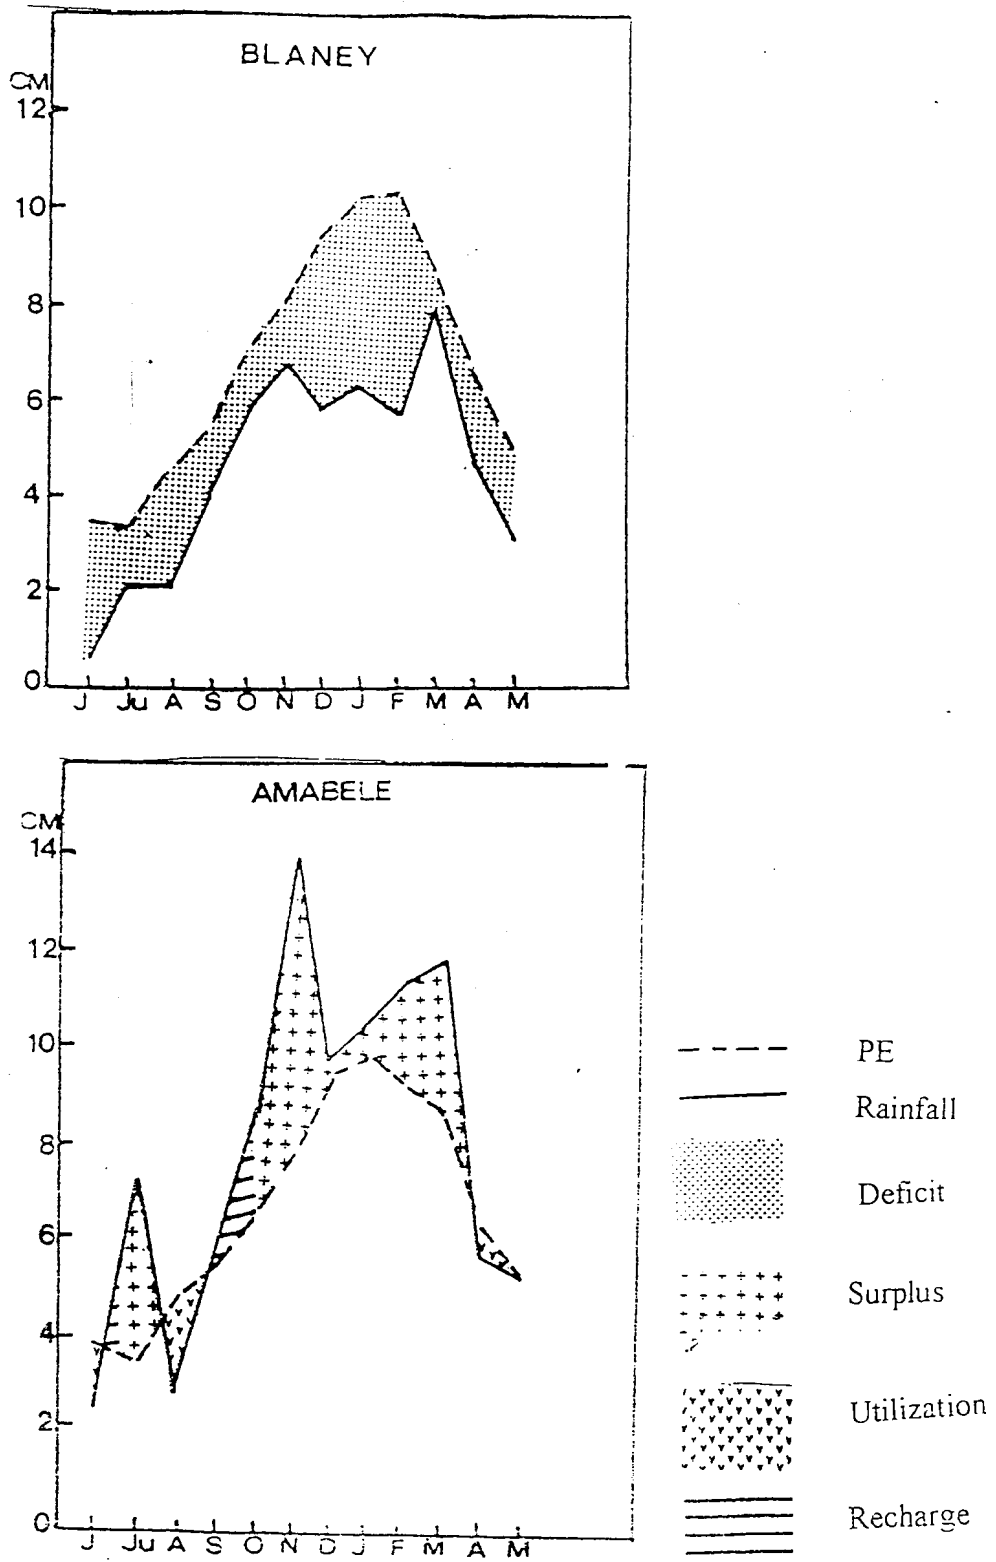 BLANEY
CM
12
10
8
6
4
2
0
J Ju A S O N D J F M A M
AMABELE
CM
14
12
10
8
6
4
2
0
J Ju A S O N D J F M A M
PE
Rainfall
Deficit
Surplus
Utilization
Recharge